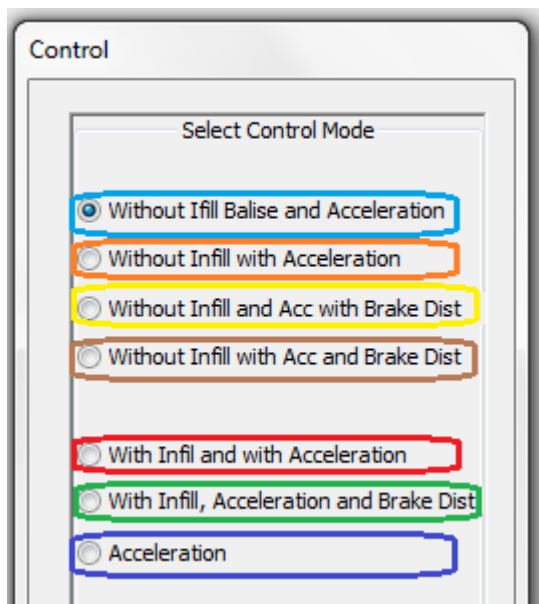 Control
Select Control Mode
Without Ifill Balise and Acceleration
Without Infill with Acceleration
Without Infill and Acc with Brake Dist
Without Infill with Acc and Brake Dist
With Infil and with Acceleration
With Infill, Acceleration and Brake Dist
Acceleration